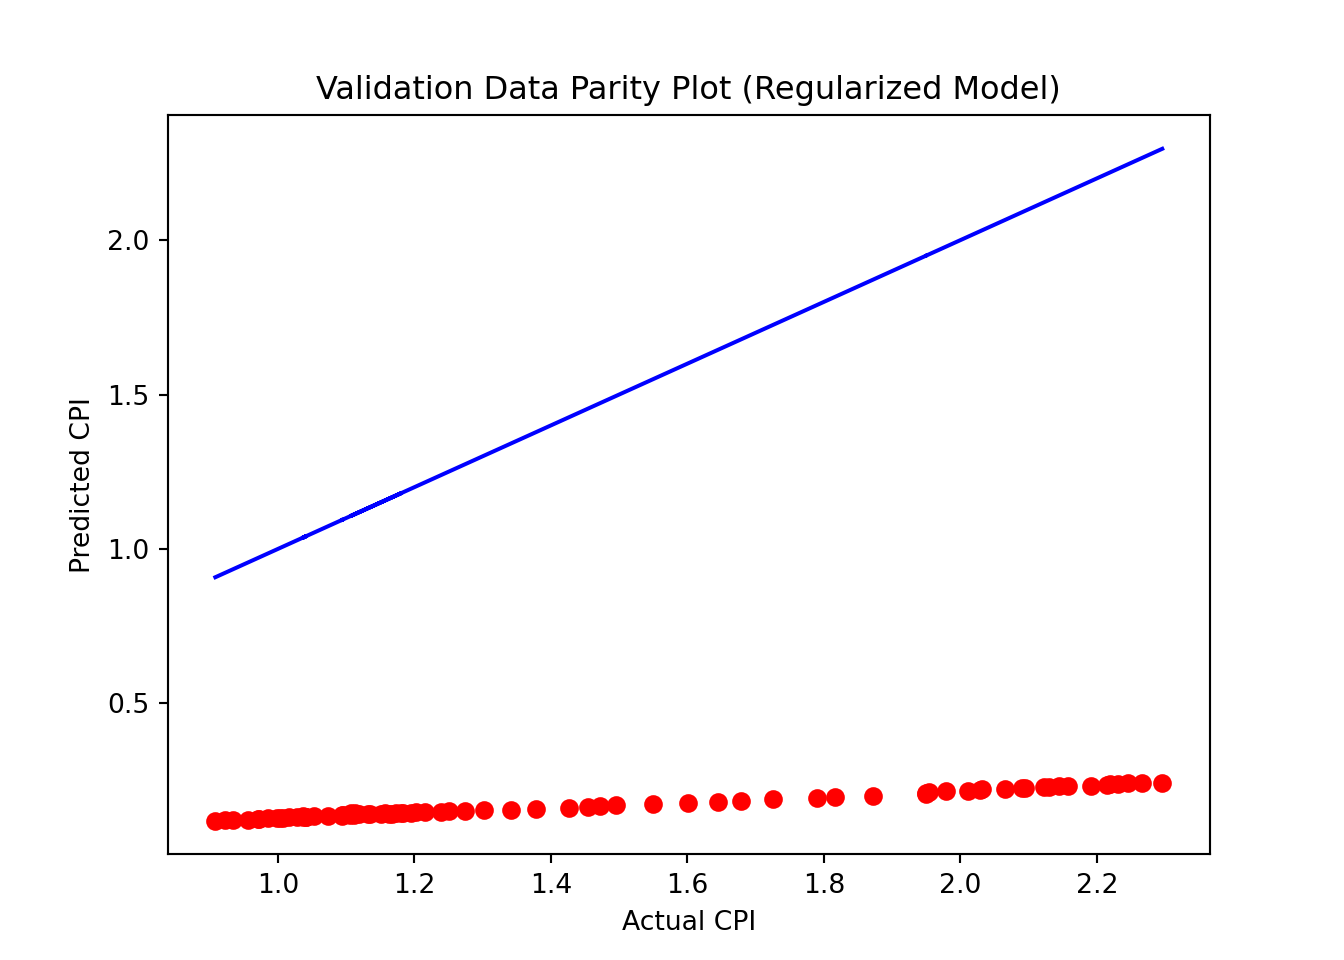 Validation Data Parity Plot (Regularized Model)
Predicted CPI
2.0
1.5
1.0
0.5
1.0 1.2 1.4 1.6 1.8 2.0 2.2
Actual CPI